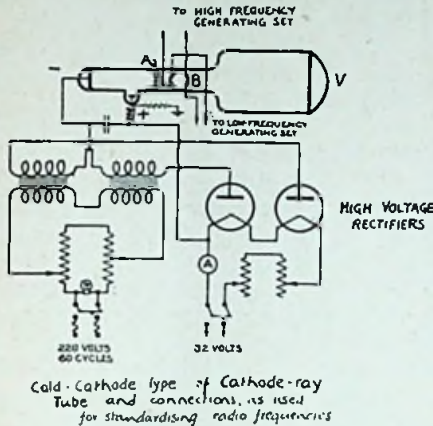 TO HIGH FREQUENCY
GENERATING SET
A
B
V
+
TO LOW-FREQUENCY
GENERATING SET
HIGH VOLTAGE
RECTIFIERS
A
220 VOLTS
60 CYCLES
32 VOLTS
Cold-Cathode type of Cathode-ray
Tube and connections, as used
for standardising radio frequencies